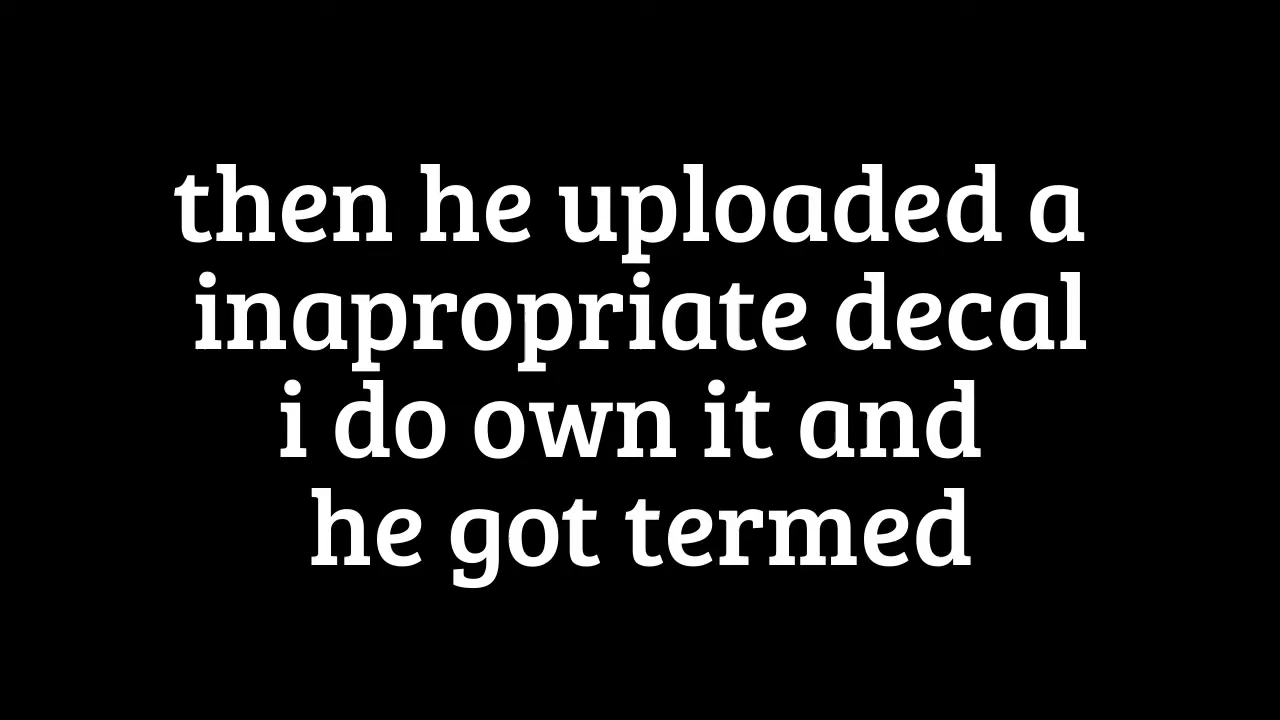 then he uploaded a
inapropriate decal
i do own it and
he got termed